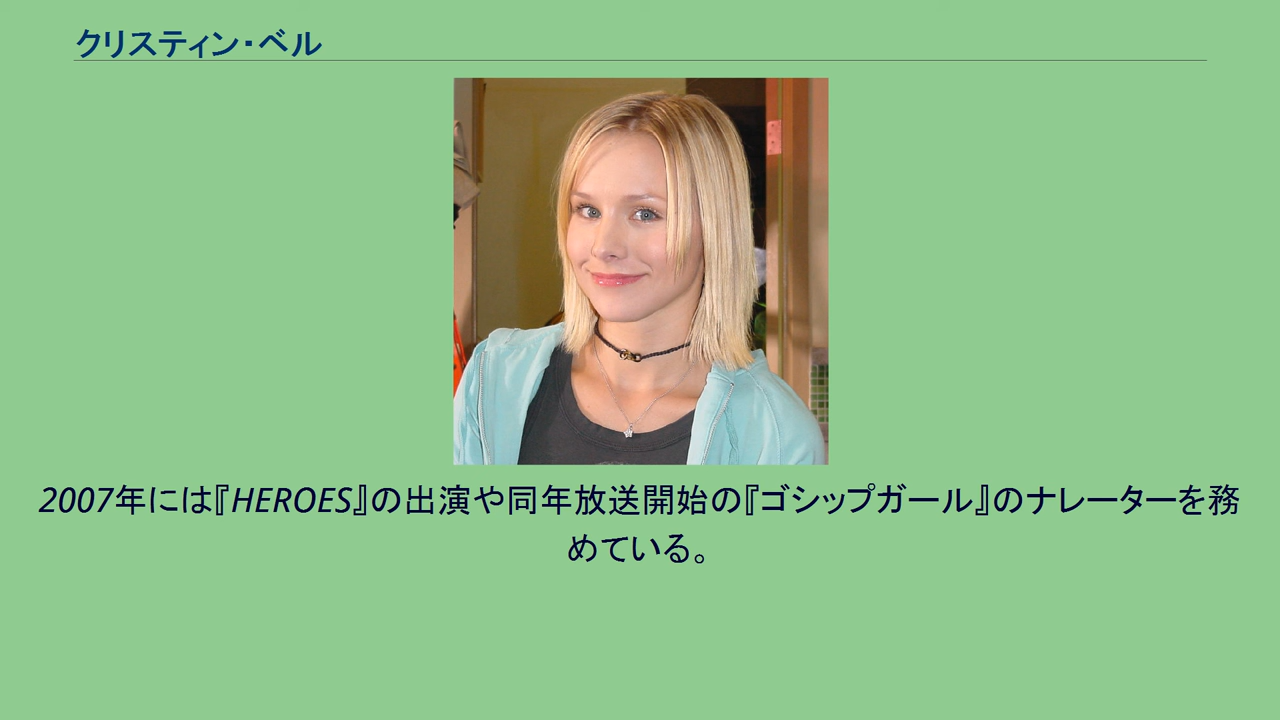 クリスティン・ベル
2007年には『HEROES』の出演や同年放送開始の『ゴシップガール』のナレーターを務
めている。